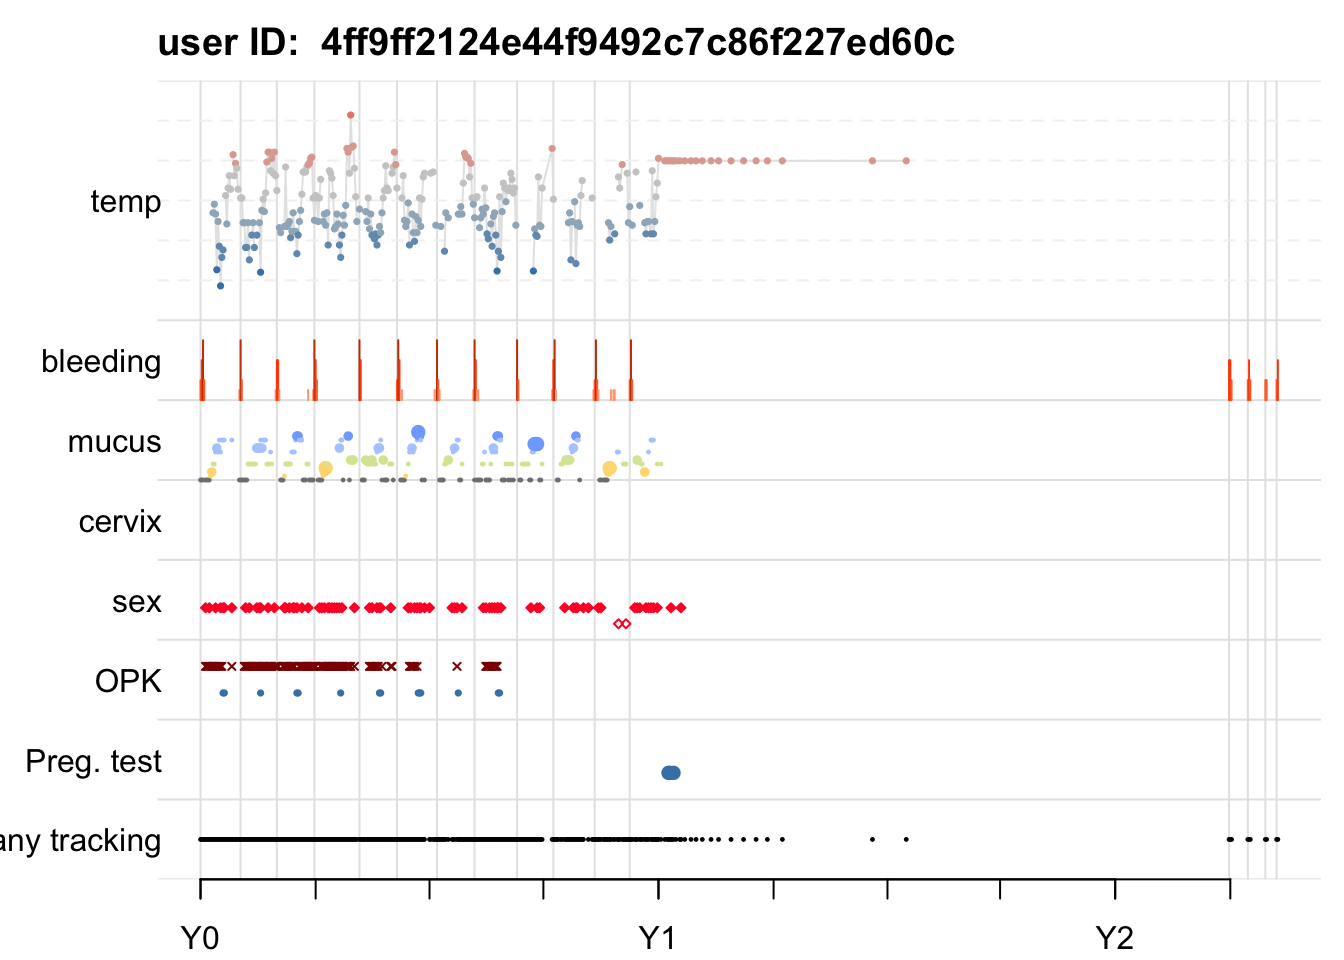 user ID:  4ff9ff2124e44f9492c7c86f227ed60c
temp
bleeding
mucus
cervix
sex
OPK
Preg. test
any tracking
Y0 Y1 Y2